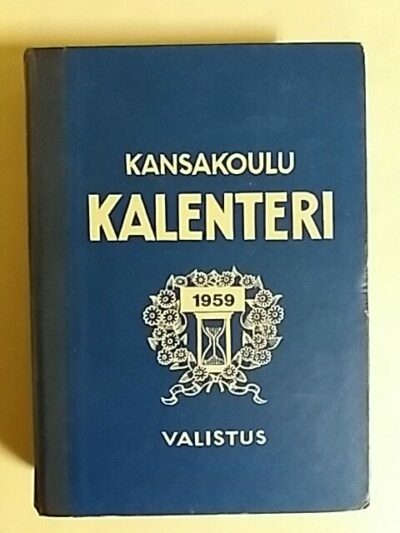 KANSAKOULU
KALENTERI
1959
VALISTUS